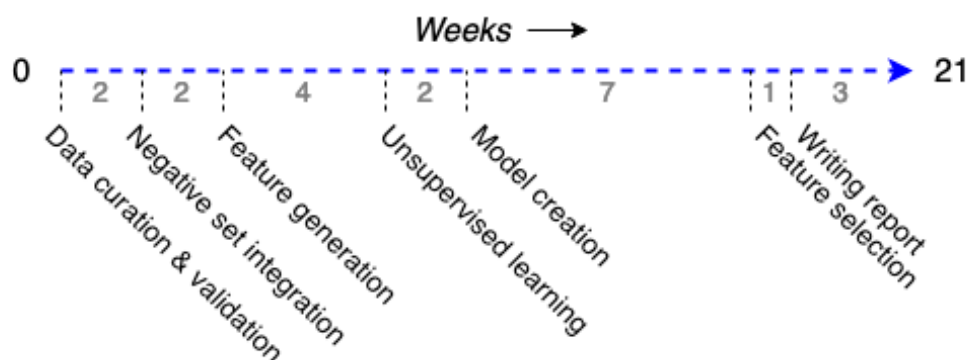 Weeks
0
21
2
2
4
2
7
1
3
Data curation & validation
Negative set integration
Feature generation
Unsupervised learning
Model creation
Feature selection
Writing report